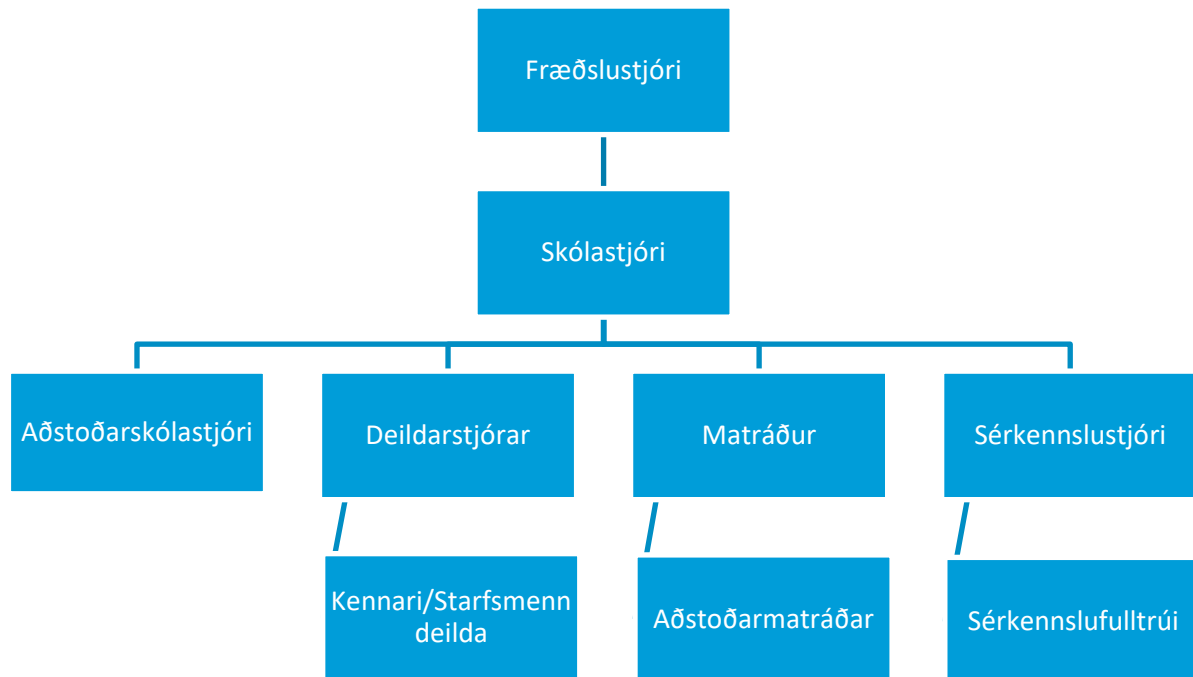 Fræðslustjóri
Skólastjóri
Aðstoðarskólastjóri
Deildarstjórar
Matráður
Sérkennslustjóri
Kennari/Starfsmenn
deilda
Aðstoðarmatráðar
Sérkennslufulltrúi